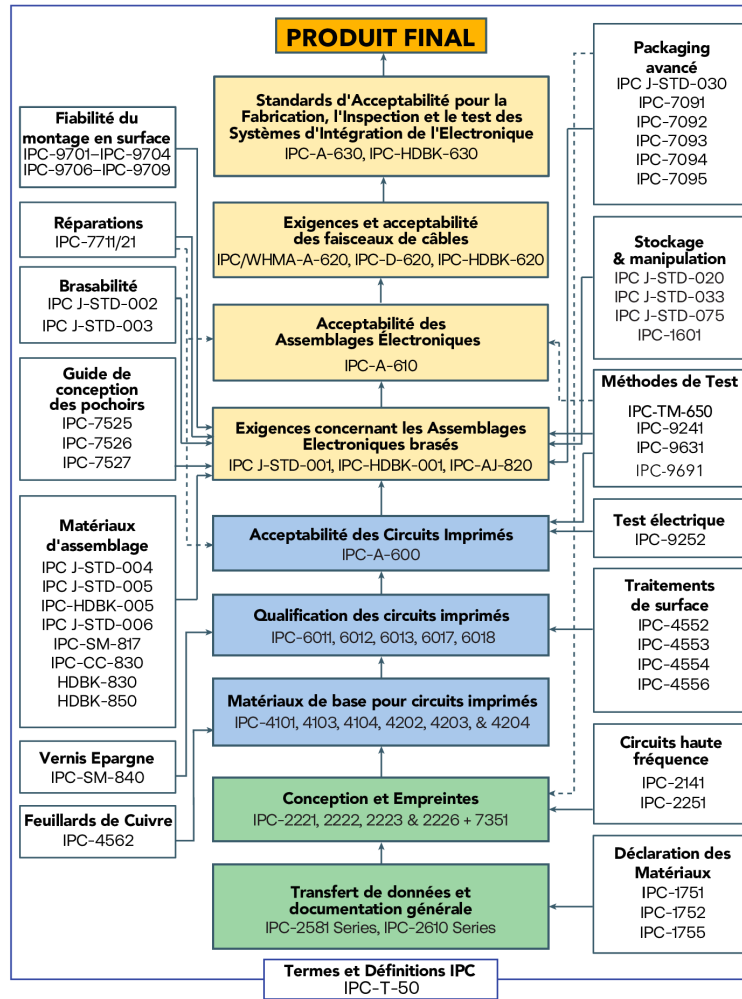 PRODUIT FINAL
Standards d'Acceptabilité pour la
Fabrication, l'Inspection et le test des
Systèmes d'Intégration de l'Electronique
IPC-A-630, IPC-HDBK-630
Exigences et acceptabilité
des faisceaux de câbles
IPC/WHMA-A-620, IPC-D-620, IPC-HDBK-620
Acceptabilité des
Assemblages Électroniques
IPC-A-610
Exigences concernant les Assemblages
Electroniques brasés
IPC J-STD-001, IPC-HDBK-001, IPC-AJ-820
Acceptabilité des Circuits Imprimés
IPC-A-600
Qualification des circuits imprimés
IPC-6011, 6012, 6013, 6017, 6018
Matériaux de base pour circuits imprimés
IPC-4101, 4103, 4104, 4202, 4203, & 4204
Conception et Empreintes
IPC-2221, 2222, 2223 & 2226 + 7351
Transfert de données et
documentation générale
IPC-2581 Series, IPC-2610 Series
Fiabilité du
montage en surface
IPC-9701–IPC-9704
IPC-9706–IPC-9709
Réparations
IPC-7711/21
Brasabilité
IPC J-STD-002
IPC J-STD-003
Guide de
conception
des pochoirs
IPC-7525
IPC-7526
IPC-7527
Matériaux
d'assemblage
IPC J-STD-004
IPC J-STD-005
IPC-HDBK-005
IPC J-STD-006
IPC-SM-817
IPC-CC-830
HDBK-830
HDBK-850
Vernis Epargne
IPC-SM-840
Feuillards de Cuivre
IPC-4562
Packaging
avancé
IPC J-STD-030
IPC-7091
IPC-7092
IPC-7093
IPC-7094
IPC-7095
Stockage
& manipulation
IPC J-STD-020
IPC J-STD-033
IPC J-STD-075
IPC-1601
Méthodes de Test
IPC-TM-650
IPC-9241
IPC-9631
IPC-9691
Test électrique
IPC-9252
Traitements
de surface
IPC-4552
IPC-4553
IPC-4554
IPC-4556
Circuits haute
fréquence
IPC-2141
IPC-2251
Déclaration des
Matériaux
IPC-1751
IPC-1752
IPC-1755
Termes et Définitions IPC
IPC-T-50